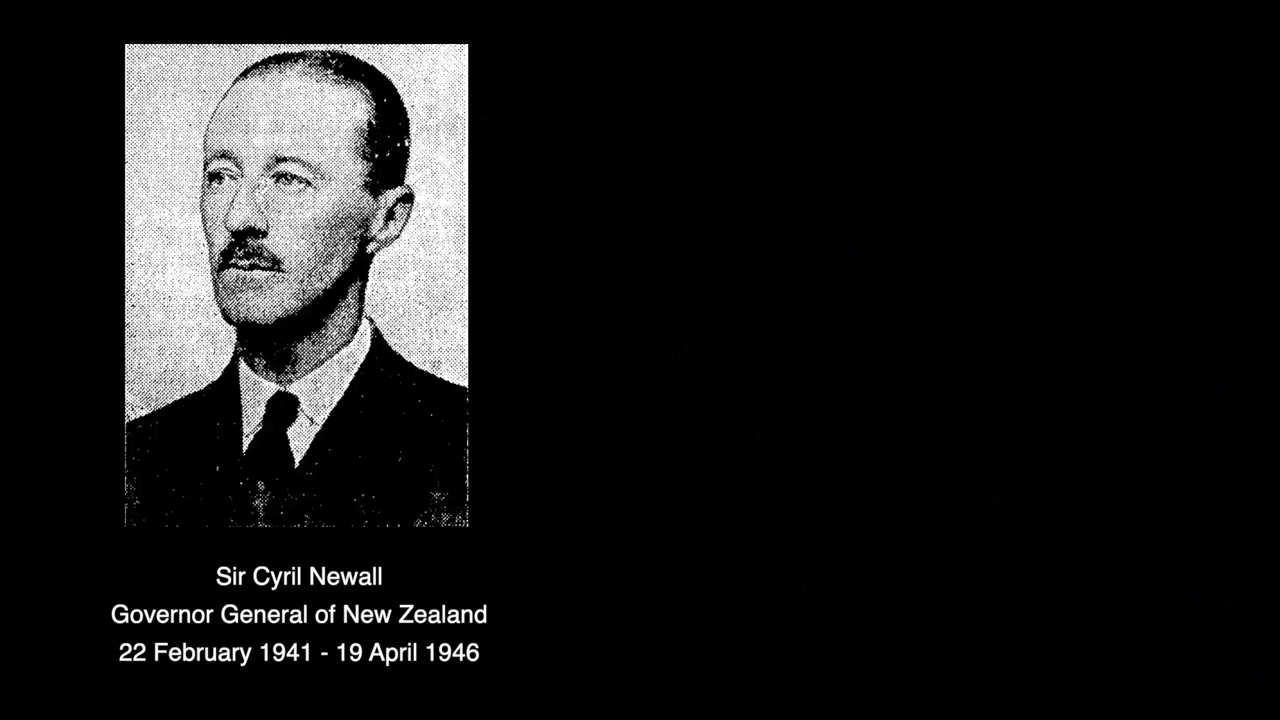 Sir Cyril Newall
Governor General of New Zealand
22 February 1941 - 19 April 1946